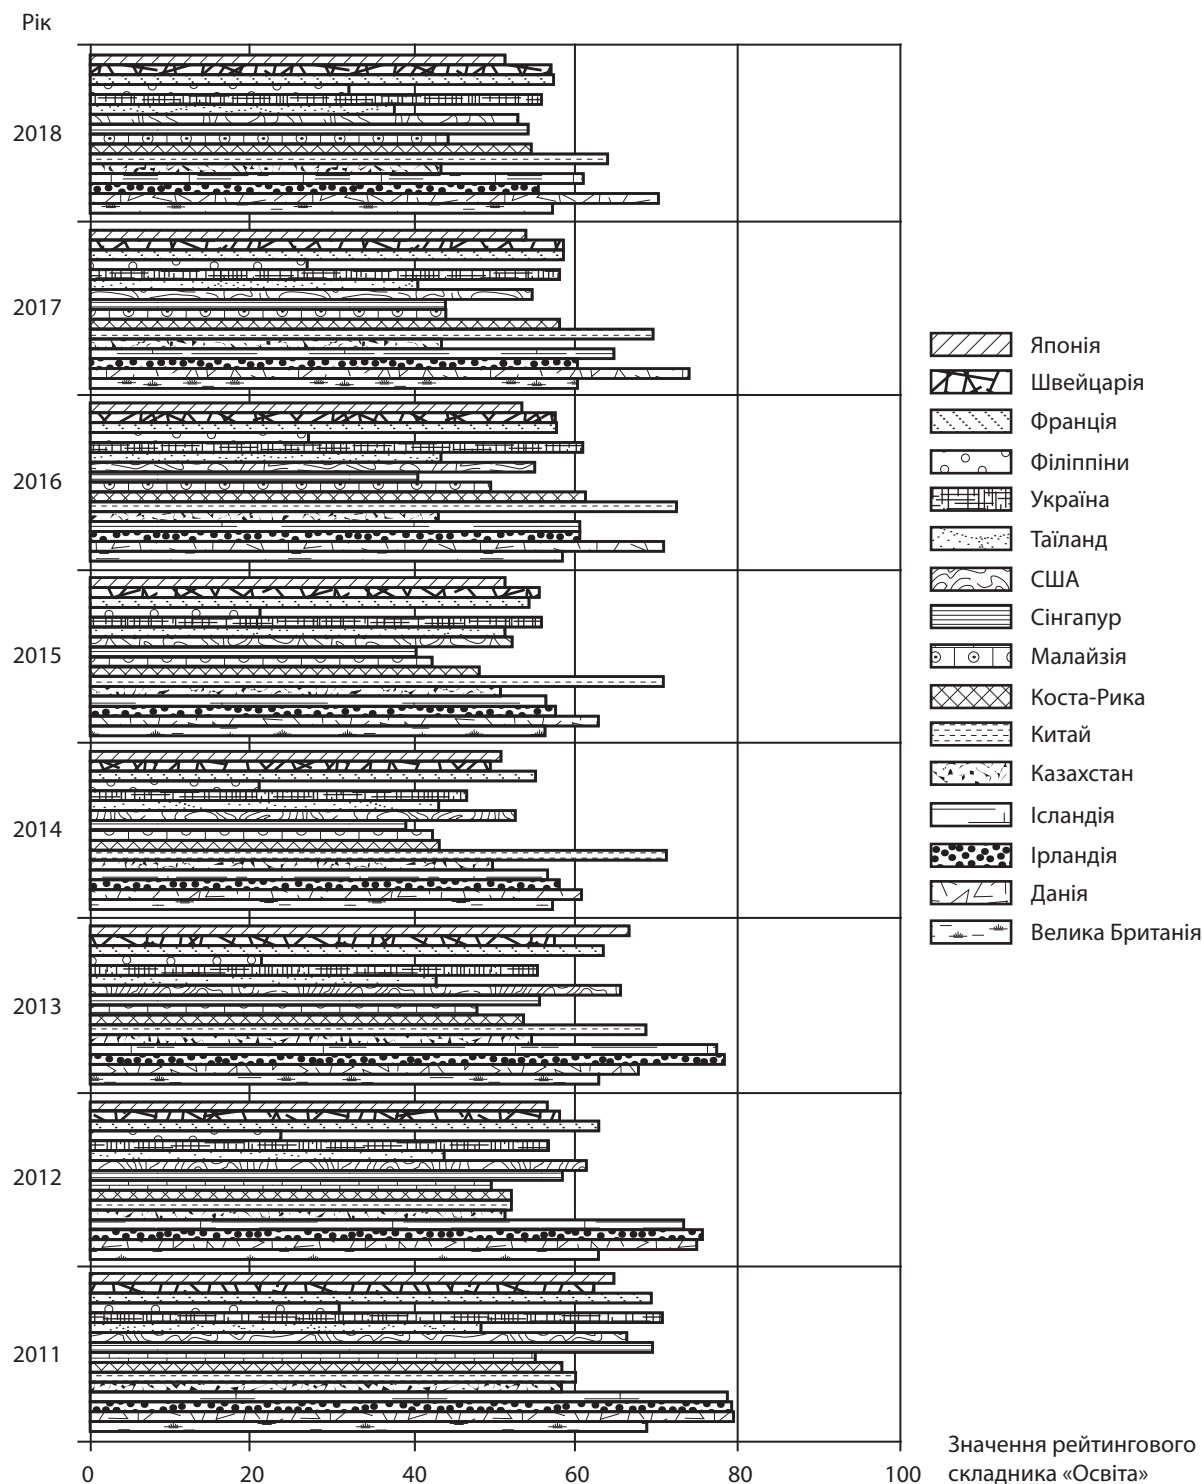 Рік
2018
2017
2016
2015
2014
2013
2012
2011
0 20 40 60 80 100
Значення рейтингового
складника «Освіта»
Японія
Швейцарія
Франція
Філіппіни
Україна
Таїланд
США
Сінгапур
Малайзія
Коста-Рика
Китай
Казахстан
Ісландія
Ірландія
Данія
Велика Британія